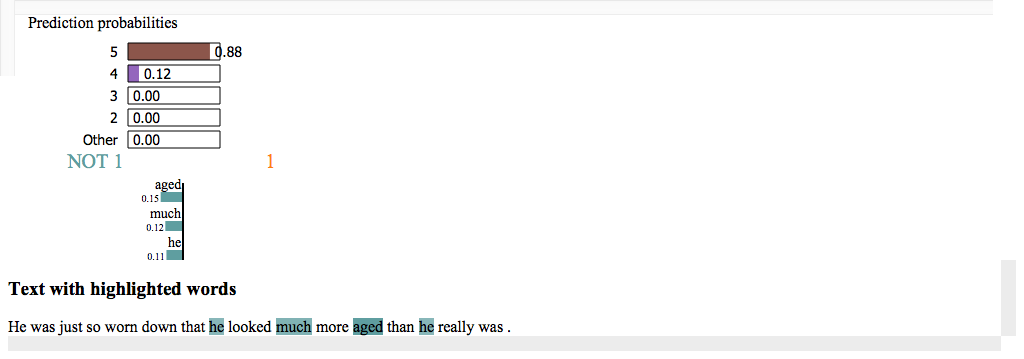 Prediction probabilities
5 0.88
4 0.12
3 0.00
2 0.00
Other 0.00
NOT 1 1
aged
0.15
much
0.12
he
0.11
Text with highlighted words
He was just so worn down that he looked much more aged than he really was .